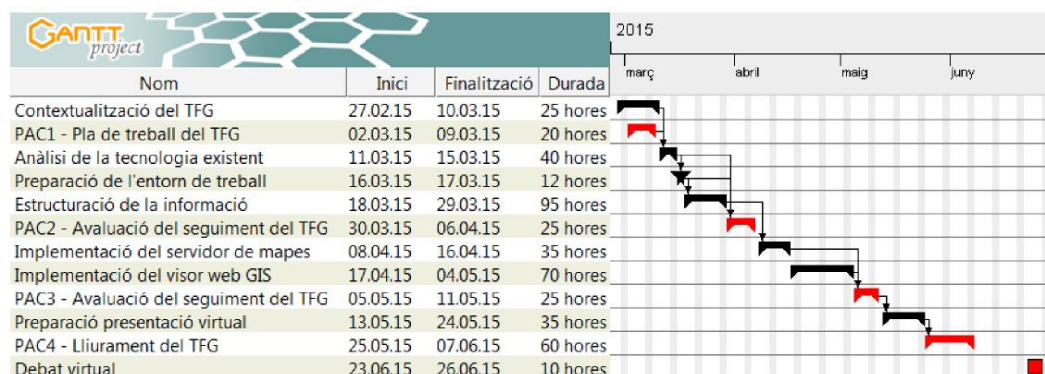 GANTT
project
2015
març abril maig juny
Nom Inici Finalització Durada
Contextualització del TFG 27.02.15 10.03.15 25 hores
PAC1 - Pla de treball del TFG 02.03.15 09.03.15 20 hores
Anàlisi de la tecnologia existent 11.03.15 15.03.15 40 hores
Preparació de l'entorn de treball 16.03.15 17.03.15 12 hores
Estructuració de la informació 18.03.15 29.03.15 95 hores
PAC2 - Avaluació del seguiment del TFG 30.03.15 06.04.15 25 hores
Implementació del servidor de mapes 08.04.15 16.04.15 35 hores
Implementació del visor web GIS 17.04.15 04.05.15 70 hores
PAC3 - Avaluació del seguiment del TFG 05.05.15 11.05.15 25 hores
Preparació presentació virtual 13.05.15 24.05.15 35 hores
PAC4 - Lliurament del TFG 25.05.15 07.06.15 60 hores
Debat virtual 23.06.15 26.06.15 10 hores